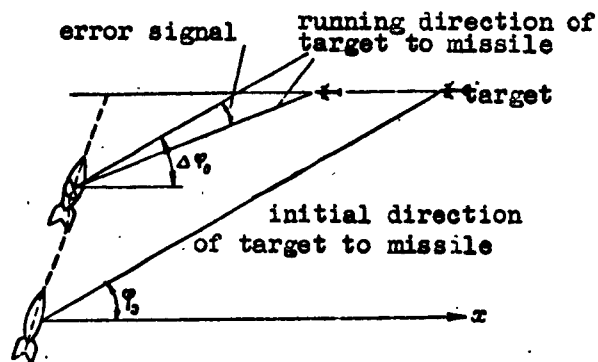 error signal
running direction of
target to missile
target
Δφ₀
initial direction
of target to missile
φ₀
x